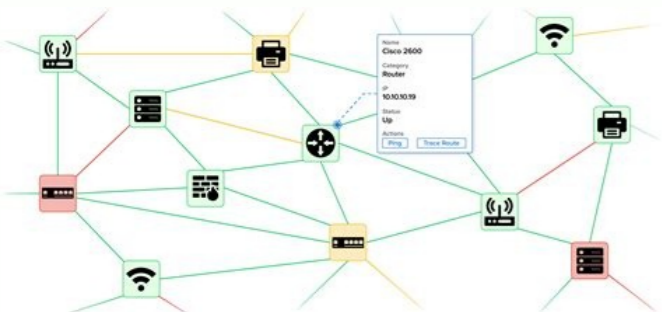 Name
Cisco 2600
Category
Router
IP
10.10.10.19
Status
Up
Actions
Ping
Trace Route